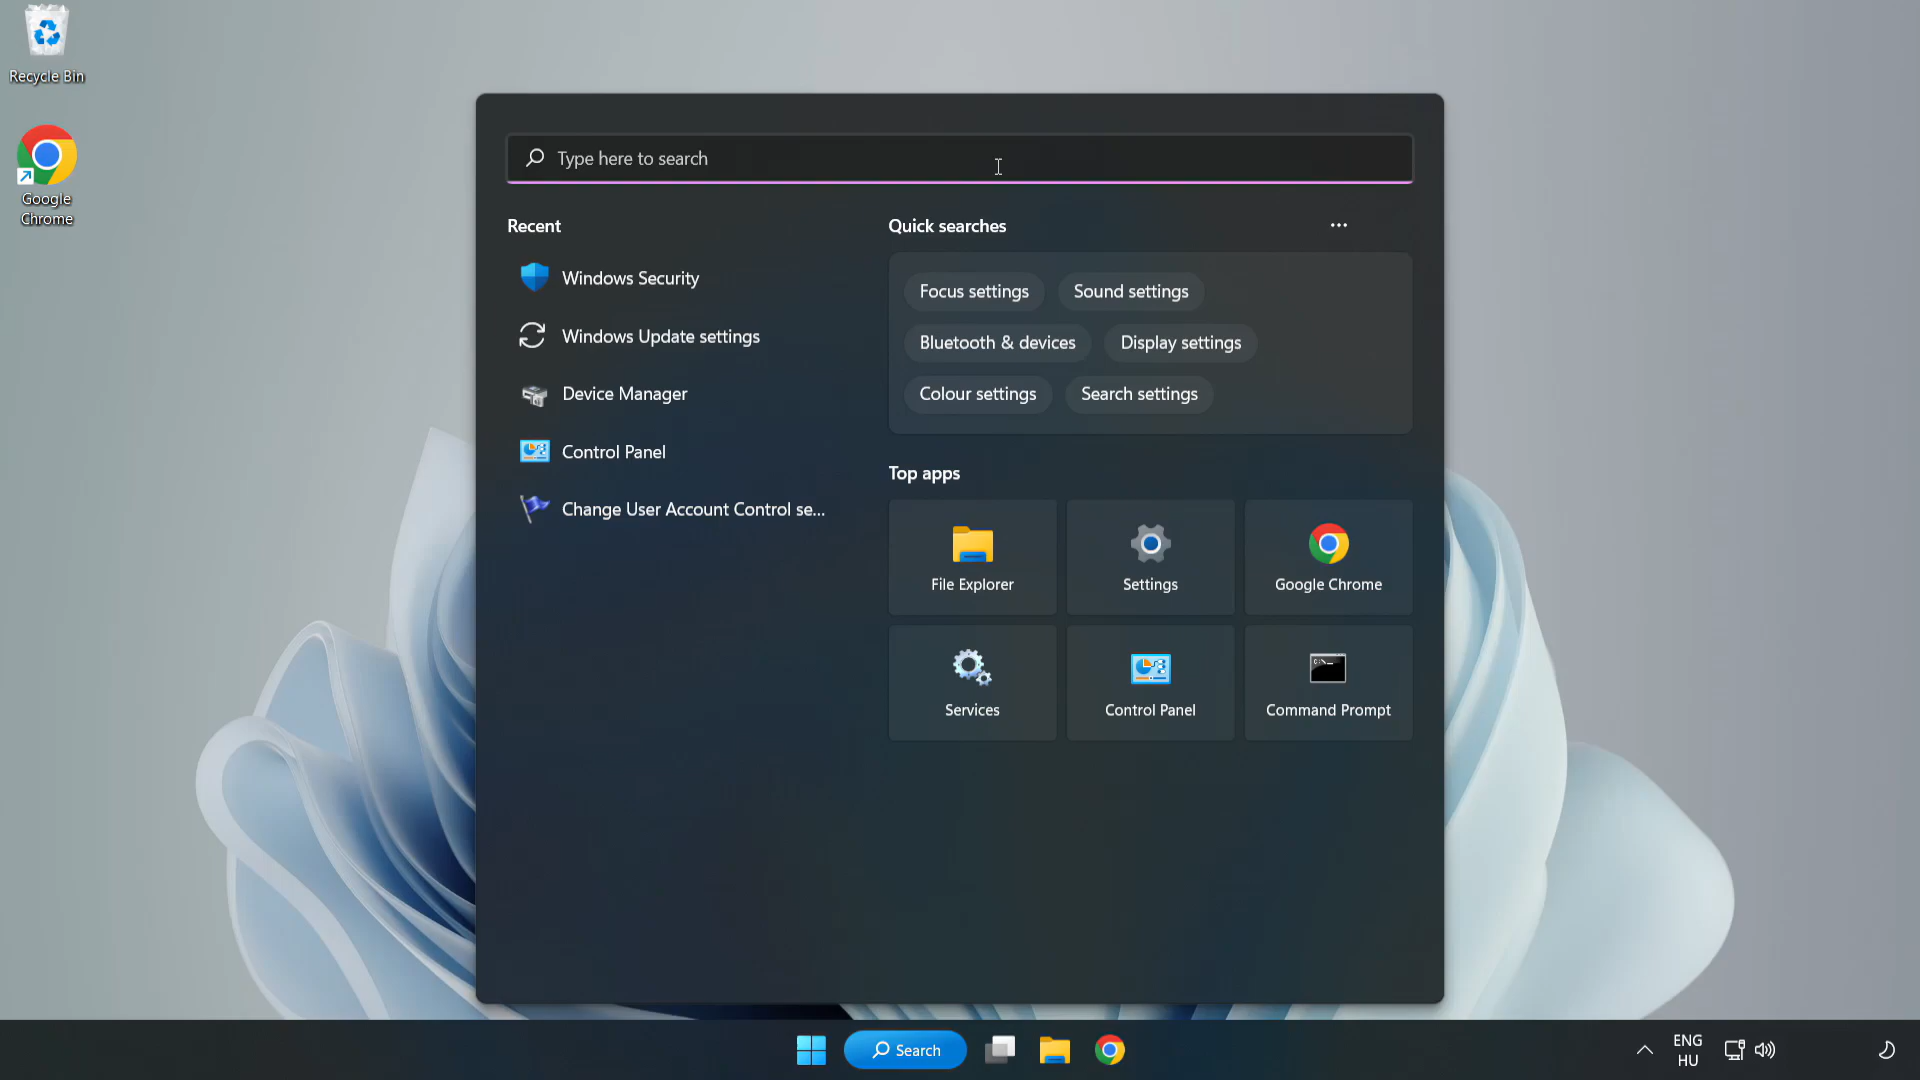 Recycle Bin
Google
Chrome
Type here to search
Recent
Windows Security
Windows Update settings
Device Manager
Control Panel
Change User Account Control se...
Quick searches
Focus settings
Sound settings
Bluetooth & devices
Display settings
Colour settings
Search settings
Top apps
File Explorer
Settings
Google Chrome
Services
Control Panel
Command Prompt
Search
ENG
HU